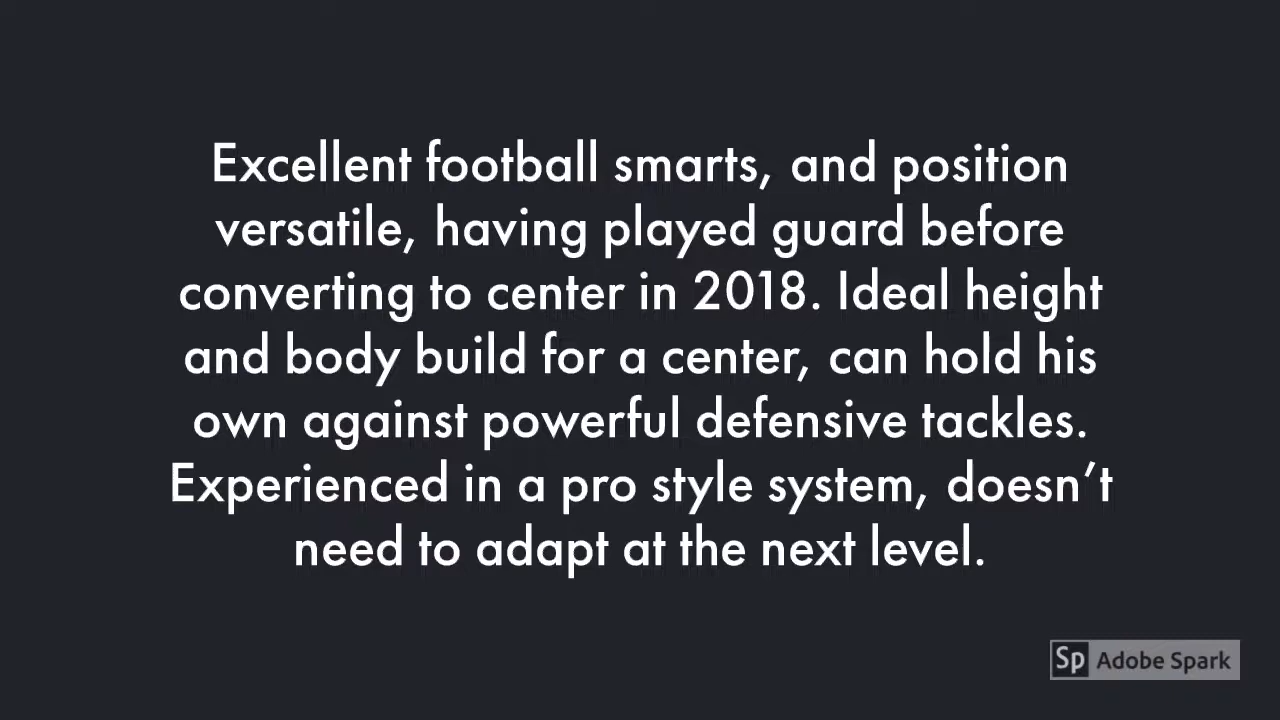 Excellent football smarts, and position
versatile, having played guard before
converting to center in 2018. Ideal height
and body build for a center, can hold his
own against powerful defensive tackles.
Experienced in a pro style system, doesn’t
need to adapt at the next level.
Sp Adobe Spark